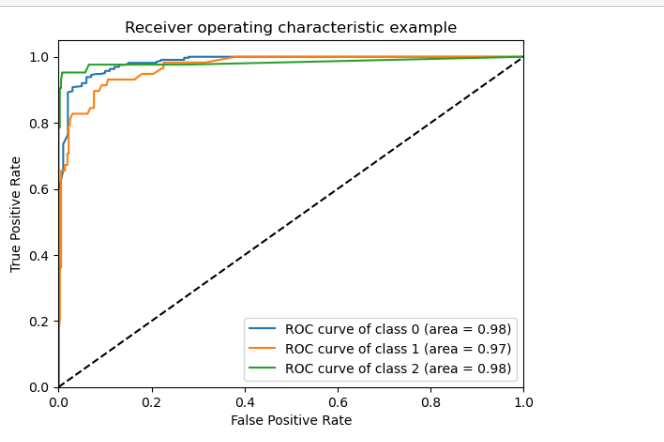 Receiver operating characteristic example
1.0
0.8
0.6
0.4
0.2
0.0
True Positive Rate
ROC curve of class 0 (area = 0.98)
ROC curve of class 1 (area = 0.97)
ROC curve of class 2 (area = 0.98)
0.0 0.2 0.4 0.6 0.8 1.0
False Positive Rate